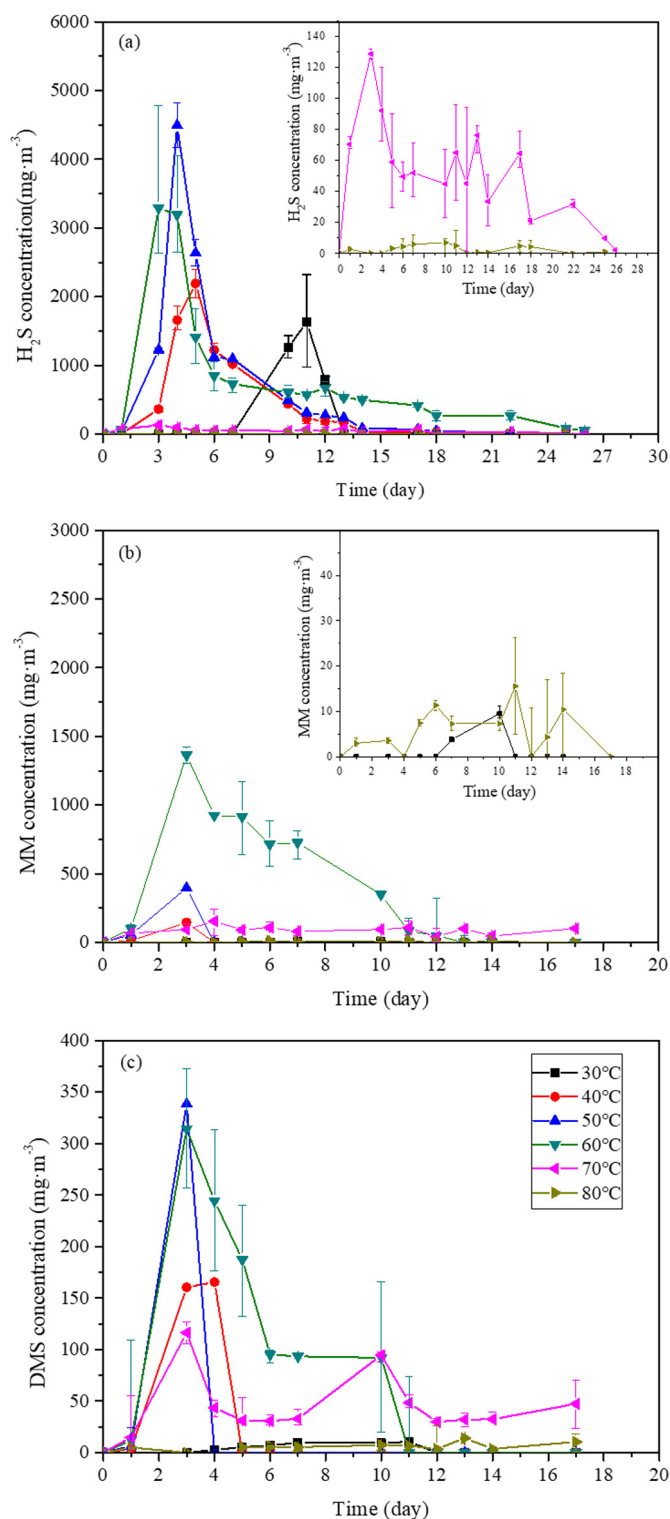 (a)
H₂S concentration(mg·m⁻³)
6000
5000
4000
3000
2000
1000
0
0 3 6 9 12 15 18 21 24 27 30
Time (day)
H₂S concentration (mg·m⁻³)
140
120
100
80
60
40
20
0
0 2 4 6 8 10 12 14 16 18 20 22 24 26 28 30
Time (day)
(b)
MM concentration (mg·m⁻³)
3000
2500
2000
1500
1000
500
0
0 2 4 6 8 10 12 14 16 18 20
Time (day)
MM concentration (mg·m⁻³)
40
30
20
10
0
0 2 4 6 8 10 12 14 16 18
Time (day)
(c)
DMS concentration (mg·m⁻³)
400
350
300
250
200
150
100
50
0
0 2 4 6 8 10 12 14 16 18 20
Time (day)
30℃
40℃
50℃
60℃
70℃
80℃